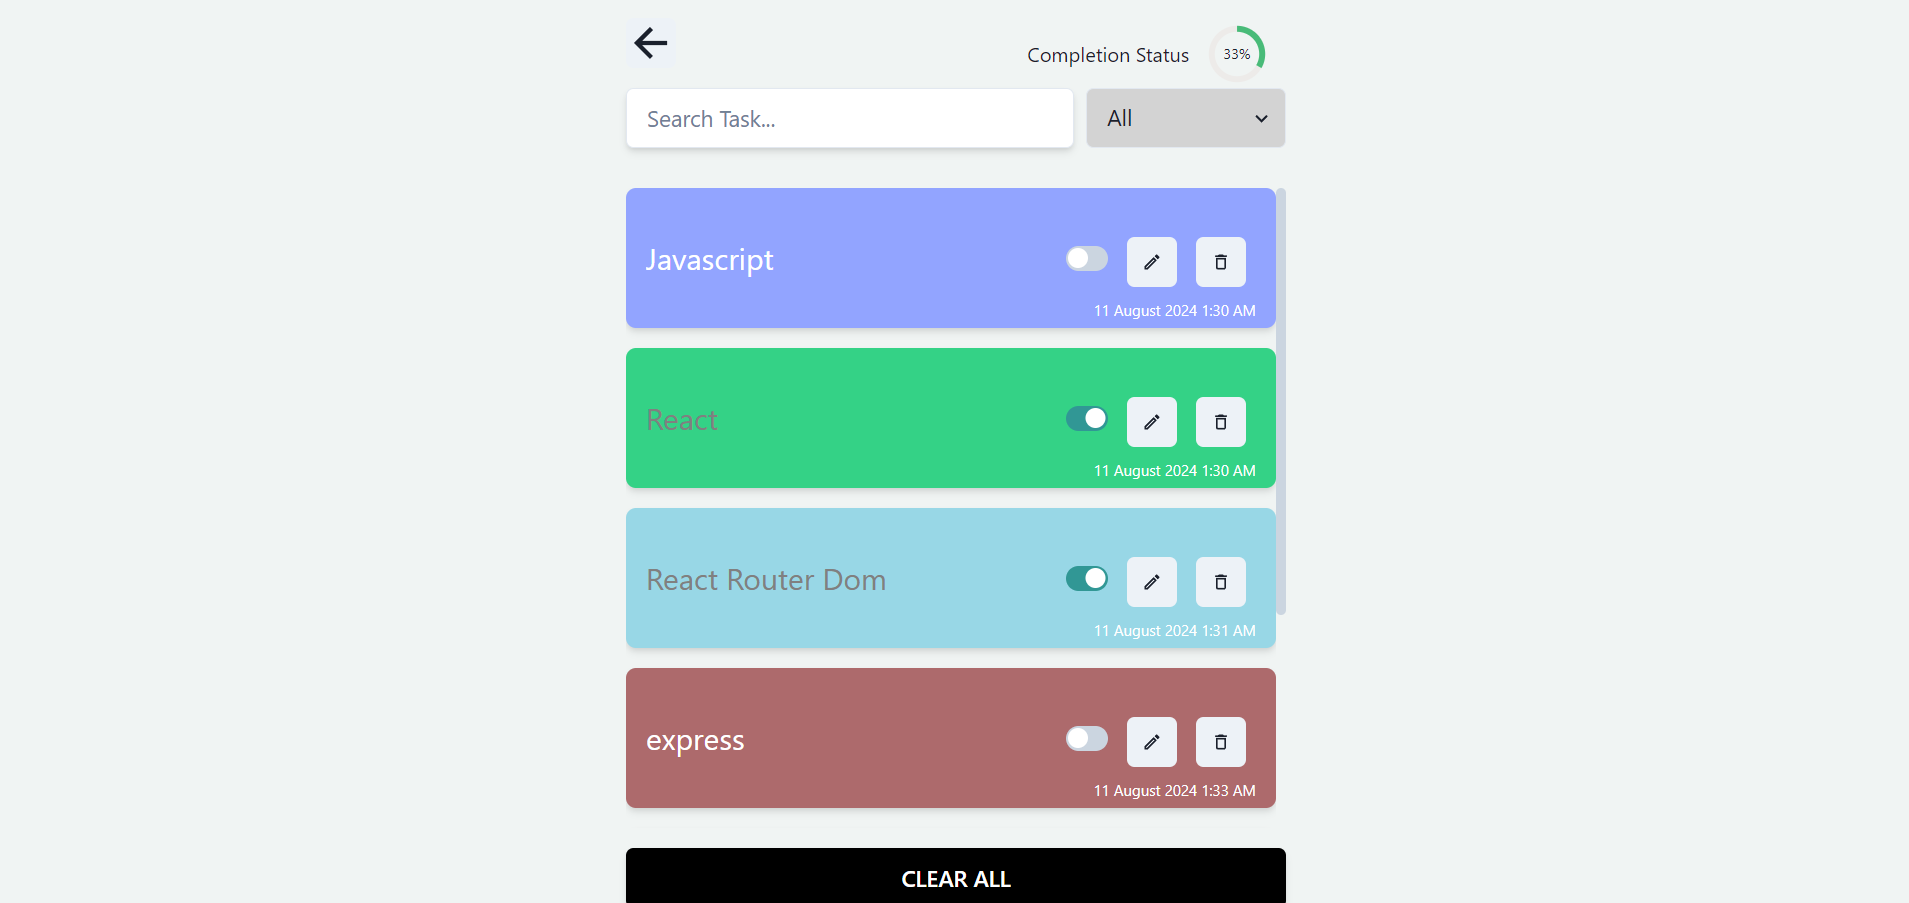 Completion Status 33%
Search Task...
All
Javascript
11 August 2024 1:30 AM
React
11 August 2024 1:30 AM
React Router Dom
11 August 2024 1:31 AM
express
11 August 2024 1:33 AM
CLEAR ALL